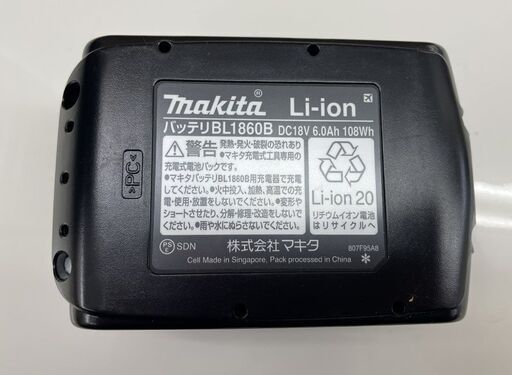 makita® Li-ion
バッテリBL1860B DC18V 6.0Ah 108Wh
警告 発熱・発火・破裂の恐れあり
●マキタ充電式工具専用の
充電式電池パックです。
●マキタバッテリBL1860B用充電器で充電
してください。●火中投入、加熱、高温での充
電・使用・放置をしないでください。●変形や
ショートさせたり、分解・修理・改造をしないで
ください。●雨や水にぬらさないでください。
Li-ion 20
リチウムイオン電池
はリサイクルへ
PS E SDN 株式会社 マキタ 807F95A8
Cell Made in Singapore, Pack processed in China
>PC<